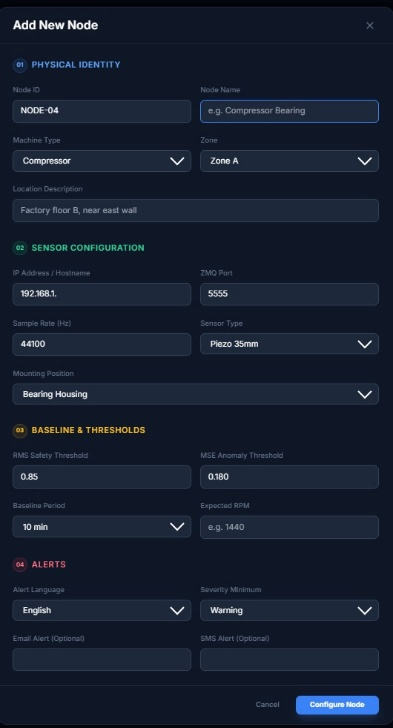 Add New Node
01 PHYSICAL IDENTITY
Node ID Node Name
NODE-04 e.g. Compressor Bearing
Machine Type Zone
Compressor Zone A
Location Description
Factory floor B, near east wall
02 SENSOR CONFIGURATION
IP Address / Hostname ZMQ Port
192.168.1. 5555
Sample Rate (Hz) Sensor Type
44100 Piezo 35mm
Mounting Position
Bearing Housing
03 BASELINE & THRESHOLDS
RMS Safety Threshold MSE Anomaly Threshold
0.85 0.180
Baseline Period Expected RPM
10 min e.g. 1440
04 ALERTS
Alert Language Severity Minimum
English Warning
Email Alert (Optional) SMS Alert (Optional)
Cancel Configure Node